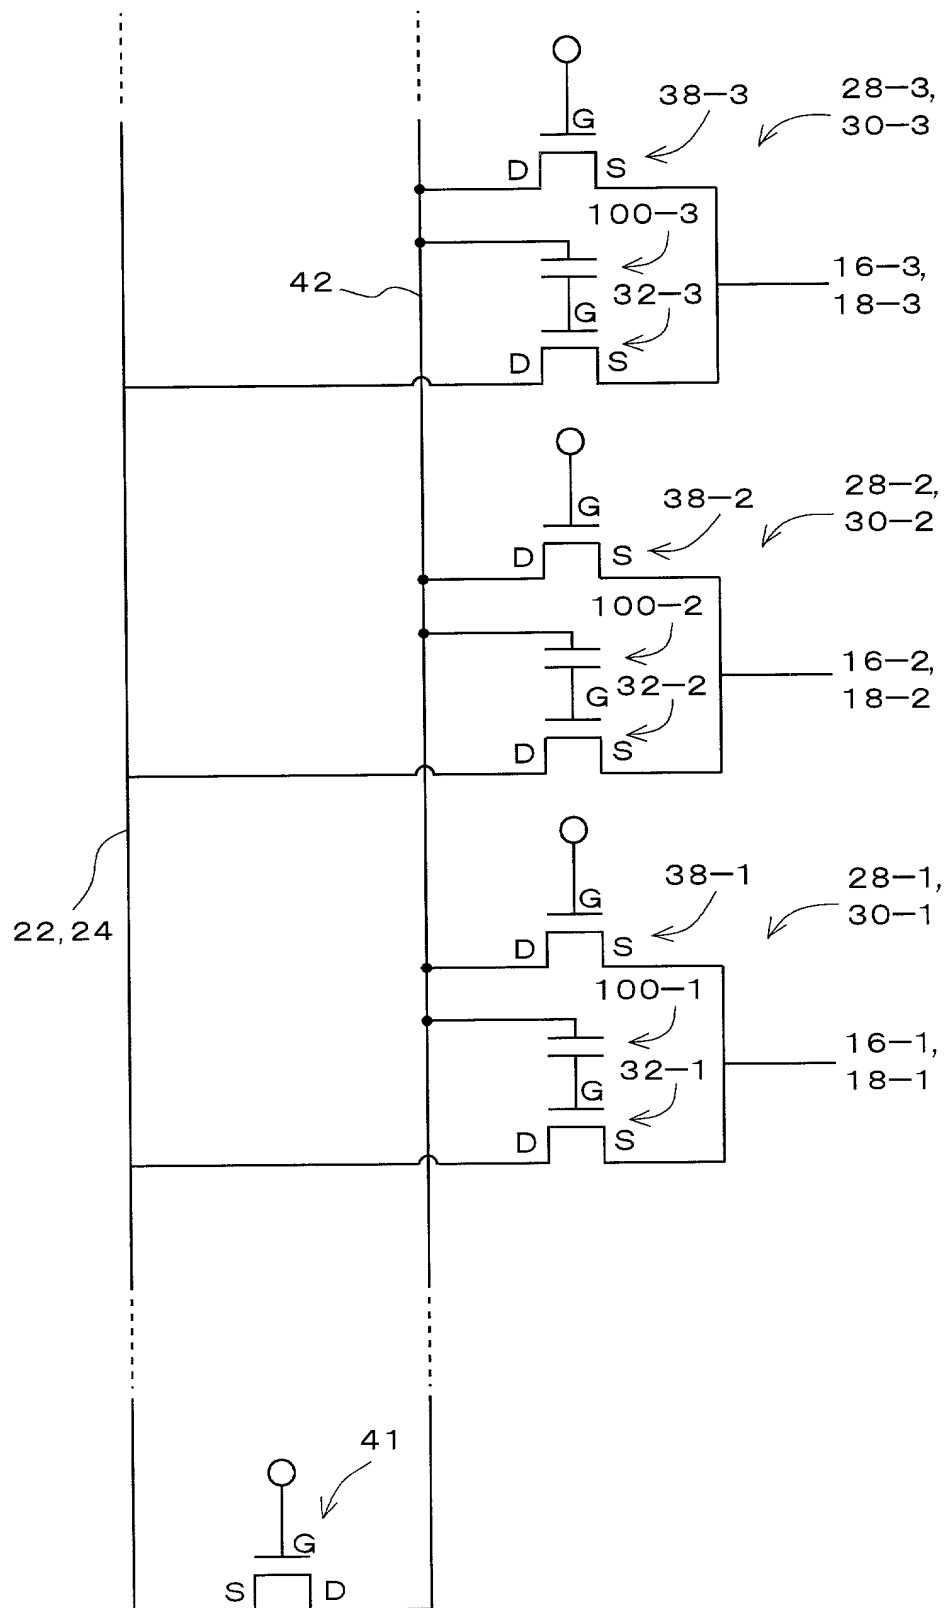 G
38-3
28-3,
30-3
D
S
100-3
42
32-3
16-3,
18-3
G
D
S
G
38-2
28-2,
30-2
D
S
100-2
32-2
16-2,
18-2
G
D
S
22,24
G
38-1
28-1,
30-1
D
S
100-1
32-1
16-1,
18-1
G
D
S
41
G
S
D